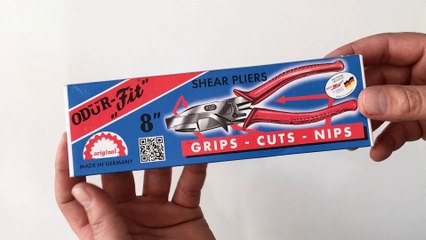 ODÜR-„Fit"
SHEAR PLIERS
8"
original
MADE IN GERMANY
GRIPS - CUTS - NIPS